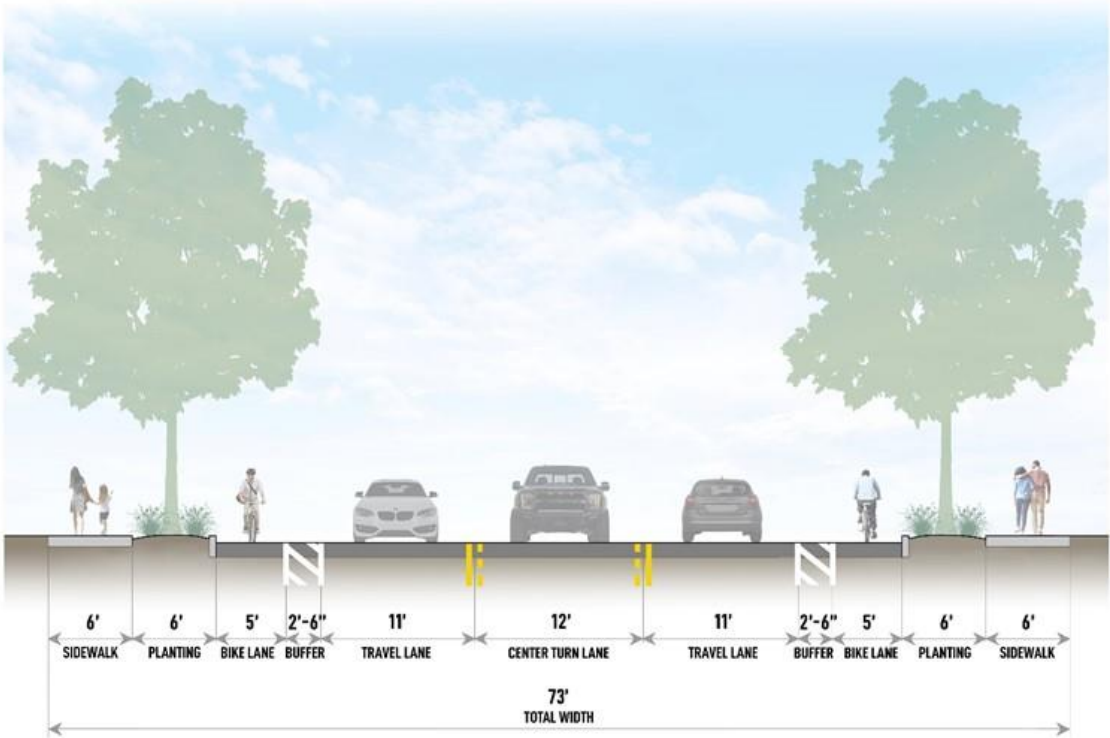 6' 6' 5' 2'-6" 11' 12' 11' 2'-6" 5' 6' 6'
SIDEWALK PLANTING BIKE LANE BUFFER TRAVEL LANE CENTER TURN LANE TRAVEL LANE BUFFER BIKE LANE PLANTING SIDEWALK
73'
TOTAL WIDTH